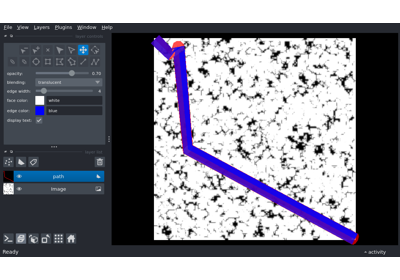 File View Layers Plugins Window Help
opacity: 0.70
blending: translucent
edge width:
face color: white
edge color: blue
display text:
path
Image
Ready
activity